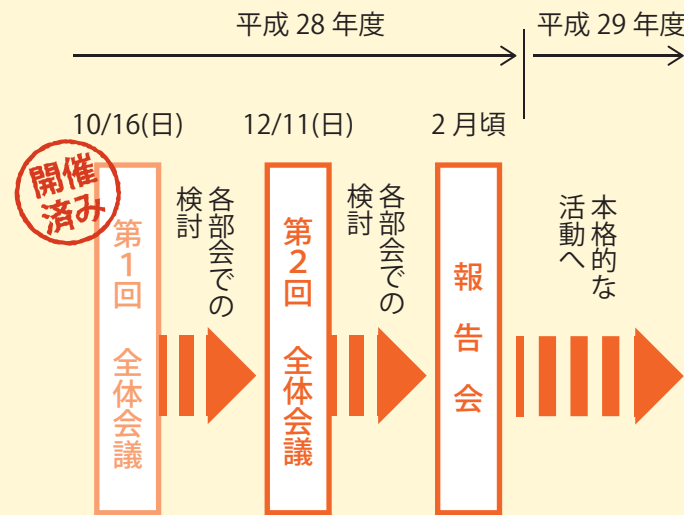 平成 28 年度
平成 29 年度
10/16(日)
12/11(日)
2 月頃
開催
済み
第1回 全体会議
各部会での
検討
第2回 全体会議
各部会での
検討
報告会
本格的な
活動へ